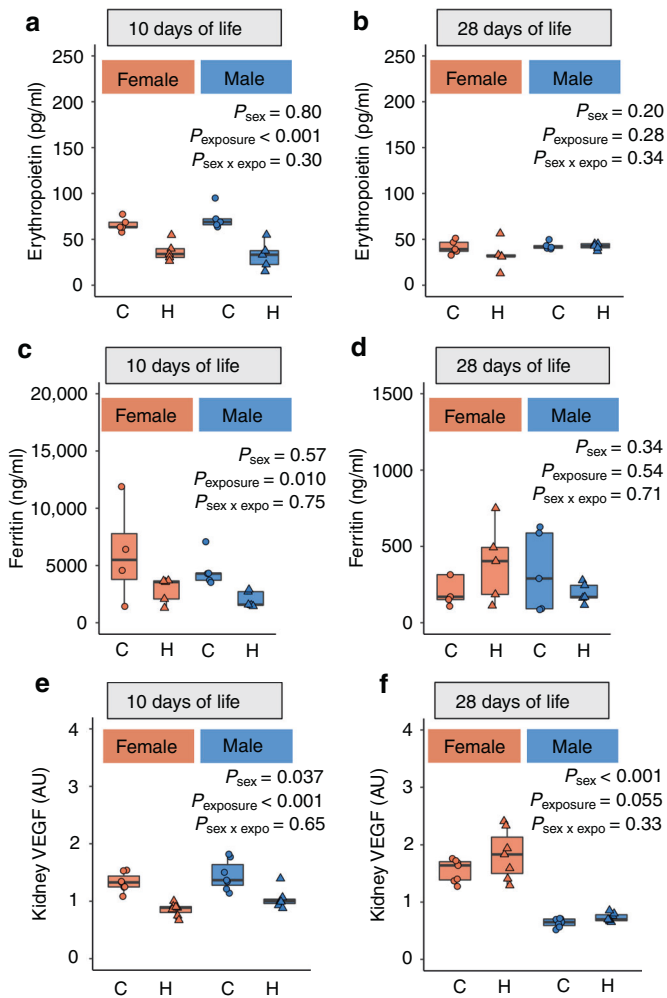 a
10 days of life
Erythropoietin (pg/ml)
250
200
150
100
50
0
Female
Male
Psex = 0.80
Pexposure < 0.001
Psex x expo = 0.30
C
H
C
H
b
28 days of life
Erythropoietin (pg/ml)
250
200
150
100
50
0
Female
Male
Psex = 0.20
Pexposure = 0.28
Psex x expo = 0.34
C
H
C
H
c
10 days of life
Ferritin (ng/ml)
20,000
15,000
10,000
5000
0
Female
Male
Psex = 0.57
Pexposure = 0.010
Psex x expo = 0.75
C
H
C
H
d
28 days of life
Ferritin (ng/ml)
1500
1000
500
0
Female
Male
Psex = 0.34
Pexposure = 0.54
Psex x expo = 0.71
C
H
C
H
e
10 days of life
Kidney VEGF (AU)
4
3
2
1
0
Female
Male
Psex = 0.037
Pexposure < 0.001
Psex x expo = 0.65
C
H
C
H
f
28 days of life
Kidney VEGF (AU)
4
3
2
1
0
Female
Male
Psex < 0.001
Pexposure = 0.055
Psex x expo = 0.33
C
H
C
H